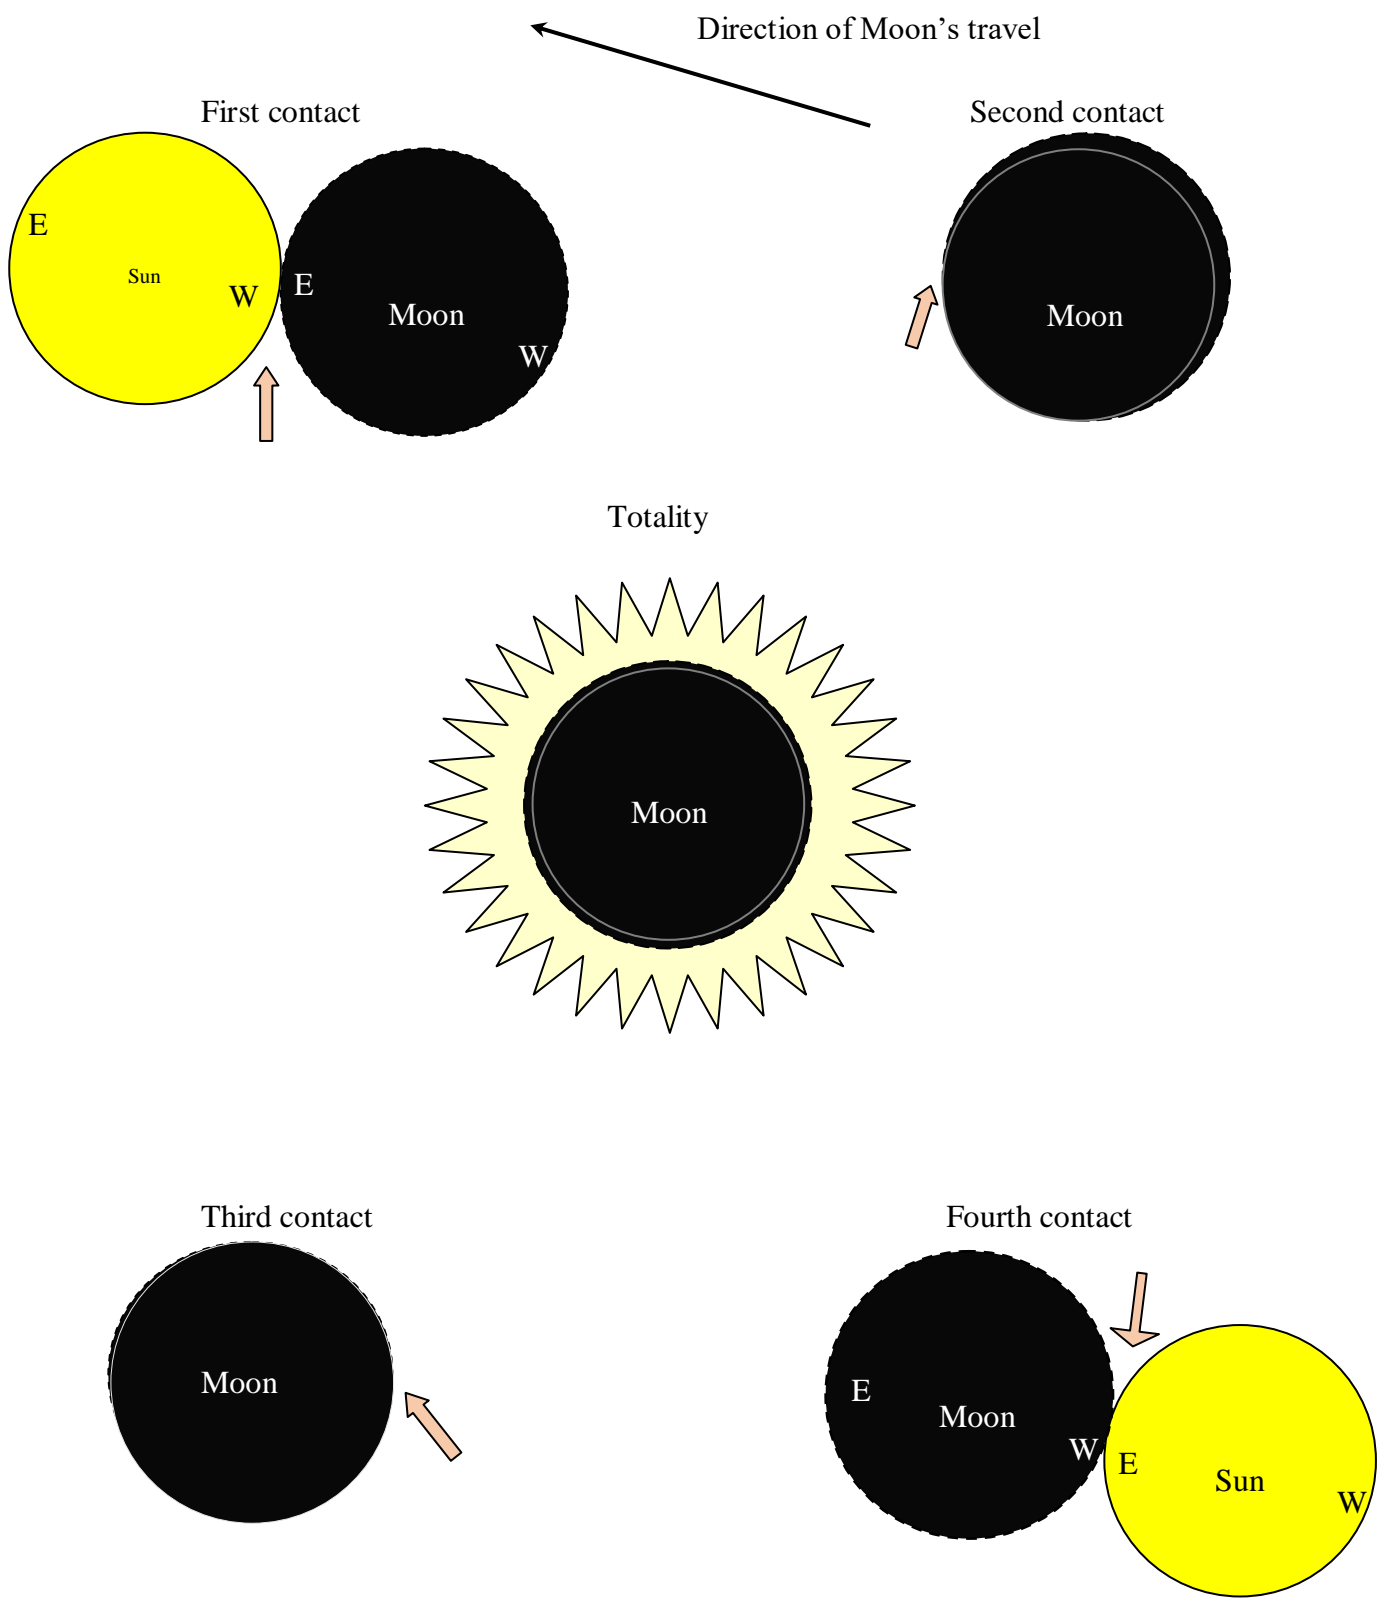 Direction of Moon’s travel
First contact
Second contact
E
Sun
W
E
Moon
W
Moon
Totality
Moon
Third contact
Fourth contact
Moon
E
Moon
W
E
Sun
W